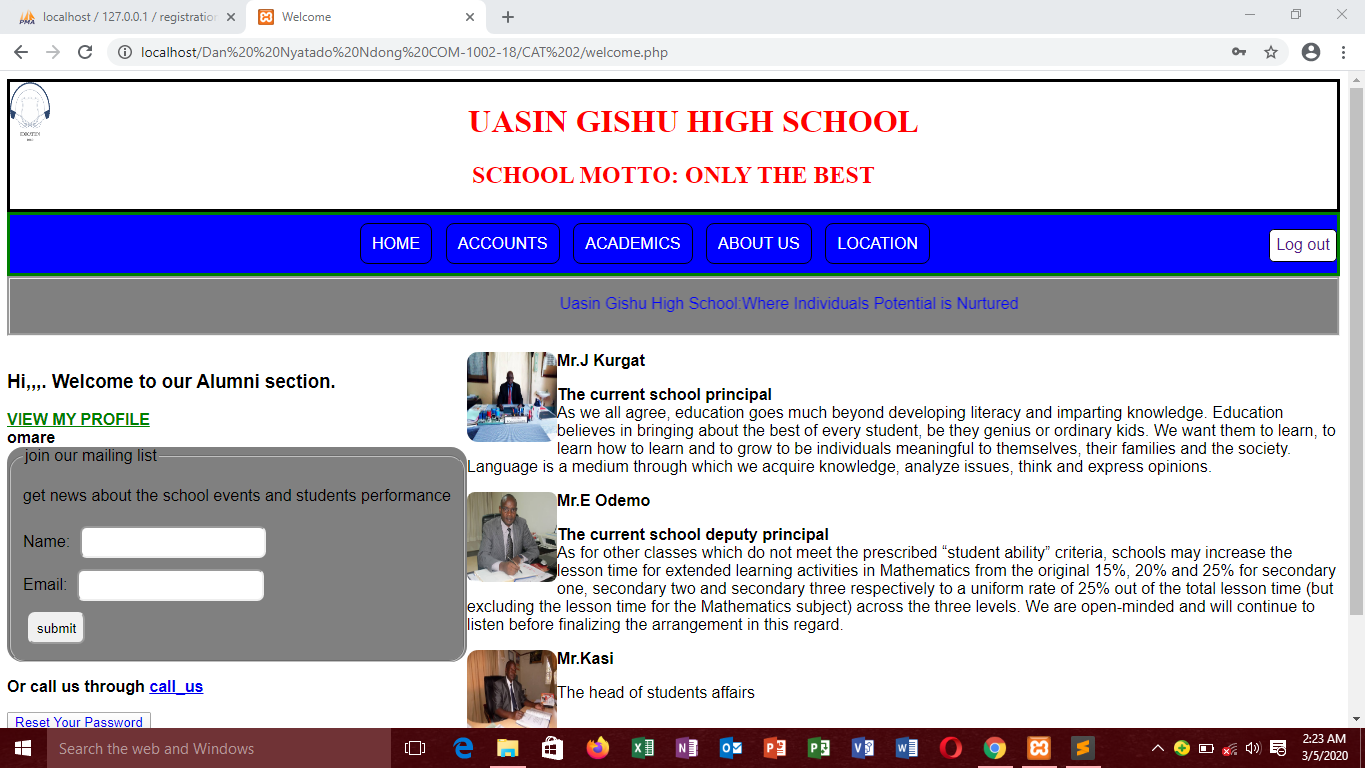 localhost / 127.0.0.1 / registration
Welcome
localhost/Dan%20%20Nyatado%20Ndong%20COM-1002-18/CAT%202/welcome.php
UASIN GISHU HIGH SCHOOL
SCHOOL MOTTO: ONLY THE BEST
HOME ACCOUNTS ACADEMICS ABOUT US LOCATION Log out
Uasin Gishu High School:Where Individuals Potential is Nurtured
Hi,,,. Welcome to our Alumni section.
VIEW MY PROFILE
omare
join our mailing list
get news about the school events and students performance
Name:
Email:
submit
Or call us through call_us
Reset Your Password
Mr.J Kurgat
The current school principal
As we all agree, education goes much beyond developing literacy and imparting knowledge. Education
believes in bringing about the best of every student, be they genius or ordinary kids. We want them to learn, to
learn how to learn and to grow to be individuals meaningful to themselves, their families and the society.
Language is a medium through which we acquire knowledge, analyze issues, think and express opinions.
Mr.E Odemo
The current school deputy principal
As for other classes which do not meet the prescribed “student ability” criteria, schools may increase the
lesson time for extended learning activities in Mathematics from the original 15%, 20% and 25% for secondary
one, secondary two and secondary three respectively to a uniform rate of 25% out of the total lesson time (but
excluding the lesson time for the Mathematics subject) across the three levels. We are open-minded and will continue to
listen before finalizing the arrangement in this regard.
Mr.Kasi
The head of students affairs
Search the web and Windows
2:23 AM
3/5/2020